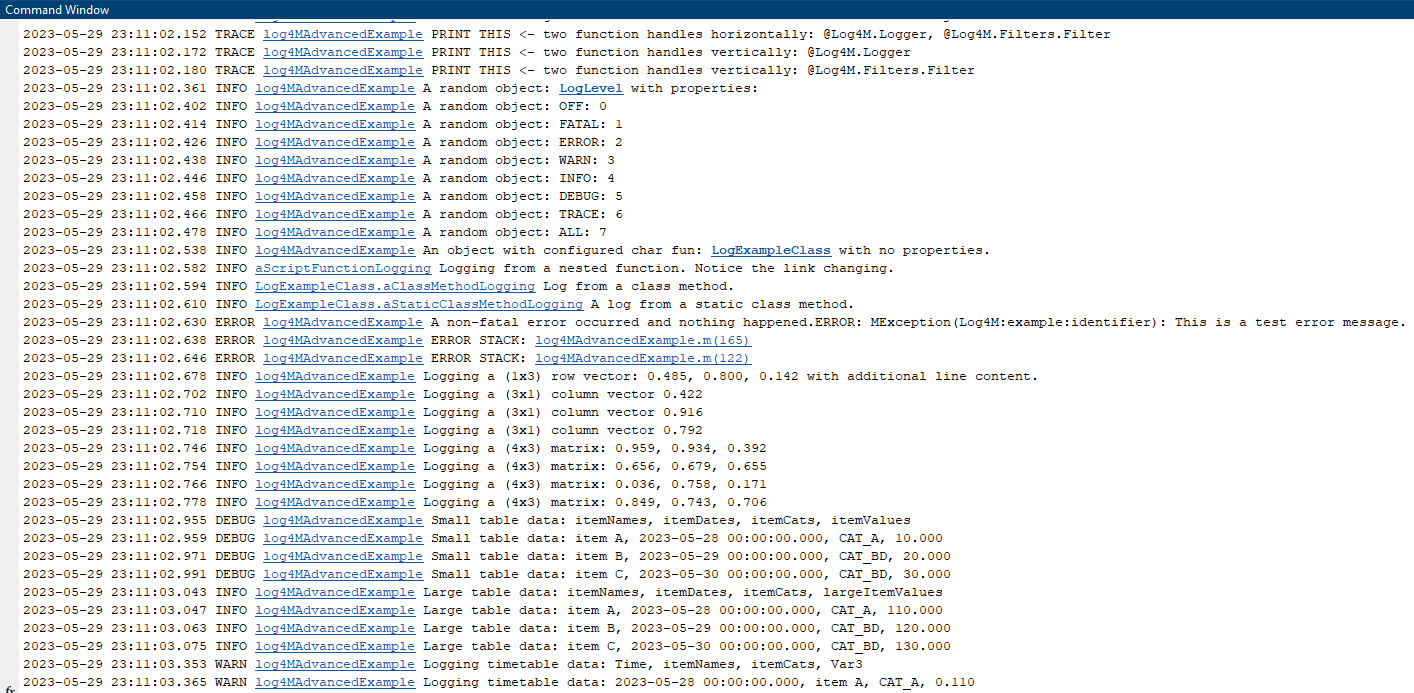 Command Window
2023-05-29 23:11:02.152 TRACE log4MAdvancedExample PRINT THIS <- two function handles horizontally: @Log4M.Logger, @Log4M.Filters.Filter
2023-05-29 23:11:02.172 TRACE log4MAdvancedExample PRINT THIS <- two function handles vertically: @Log4M.Logger
2023-05-29 23:11:02.180 TRACE log4MAdvancedExample PRINT THIS <- two function handles vertically: @Log4M.Filters.Filter
2023-05-29 23:11:02.361 INFO log4MAdvancedExample A random object: LogLevel with properties:
2023-05-29 23:11:02.402 INFO log4MAdvancedExample A random object: OFF: 0
2023-05-29 23:11:02.414 INFO log4MAdvancedExample A random object: FATAL: 1
2023-05-29 23:11:02.426 INFO log4MAdvancedExample A random object: ERROR: 2
2023-05-29 23:11:02.438 INFO log4MAdvancedExample A random object: WARN: 3
2023-05-29 23:11:02.446 INFO log4MAdvancedExample A random object: INFO: 4
2023-05-29 23:11:02.458 INFO log4MAdvancedExample A random object: DEBUG: 5
2023-05-29 23:11:02.466 INFO log4MAdvancedExample A random object: TRACE: 6
2023-05-29 23:11:02.478 INFO log4MAdvancedExample A random object: ALL: 7
2023-05-29 23:11:02.538 INFO log4MAdvancedExample An object with configured char fun: LogExampleClass with no properties.
2023-05-29 23:11:02.582 INFO aScriptFunctionLogging Logging from a nested function. Notice the link changing.
2023-05-29 23:11:02.594 INFO LogExampleClass.aClassMethodLogging Log from a class method.
2023-05-29 23:11:02.610 INFO LogExampleClass.aStaticClassMethodLogging A log from a static class method.
2023-05-29 23:11:02.630 ERROR log4MAdvancedExample A non-fatal error occurred and nothing happened.ERROR: MException(Log4M:example:identifier): This is a test error message.
2023-05-29 23:11:02.638 ERROR log4MAdvancedExample ERROR STACK: log4MAdvancedExample.m(165)
2023-05-29 23:11:02.646 ERROR log4MAdvancedExample ERROR STACK: log4MAdvancedExample.m(122)
2023-05-29 23:11:02.678 INFO log4MAdvancedExample Logging a (1x3) row vector: 0.485, 0.800, 0.142 with additional line content.
2023-05-29 23:11:02.702 INFO log4MAdvancedExample Logging a (3x1) column vector 0.422
2023-05-29 23:11:02.710 INFO log4MAdvancedExample Logging a (3x1) column vector 0.916
2023-05-29 23:11:02.718 INFO log4MAdvancedExample Logging a (3x1) column vector 0.792
2023-05-29 23:11:02.746 INFO log4MAdvancedExample Logging a (4x3) matrix: 0.959, 0.934, 0.392
2023-05-29 23:11:02.754 INFO log4MAdvancedExample Logging a (4x3) matrix: 0.656, 0.679, 0.655
2023-05-29 23:11:02.766 INFO log4MAdvancedExample Logging a (4x3) matrix: 0.036, 0.758, 0.171
2023-05-29 23:11:02.778 INFO log4MAdvancedExample Logging a (4x3) matrix: 0.849, 0.743, 0.706
2023-05-29 23:11:02.955 DEBUG log4MAdvancedExample Small table data: itemNames, itemDates, itemCats, itemValues
2023-05-29 23:11:02.959 DEBUG log4MAdvancedExample Small table data: item A, 2023-05-28 00:00:00.000, CAT_A, 10.000
2023-05-29 23:11:02.971 DEBUG log4MAdvancedExample Small table data: item B, 2023-05-29 00:00:00.000, CAT_BD, 20.000
2023-05-29 23:11:02.991 DEBUG log4MAdvancedExample Small table data: item C, 2023-05-30 00:00:00.000, CAT_BD, 30.000
2023-05-29 23:11:03.043 INFO log4MAdvancedExample Large table data: itemNames, itemDates, itemCats, largeItemValues
2023-05-29 23:11:03.047 INFO log4MAdvancedExample Large table data: item A, 2023-05-28 00:00:00.000, CAT_A, 110.000
2023-05-29 23:11:03.063 INFO log4MAdvancedExample Large table data: item B, 2023-05-29 00:00:00.000, CAT_BD, 120.000
2023-05-29 23:11:03.075 INFO log4MAdvancedExample Large table data: item C, 2023-05-30 00:00:00.000, CAT_BD, 130.000
2023-05-29 23:11:03.353 WARN log4MAdvancedExample Logging timetable data: Time, itemNames, itemCats, Var3
2023-05-29 23:11:03.365 WARN log4MAdvancedExample Logging timetable data: 2023-05-28 00:00:00.000, item A, CAT_A, 0.110
fx